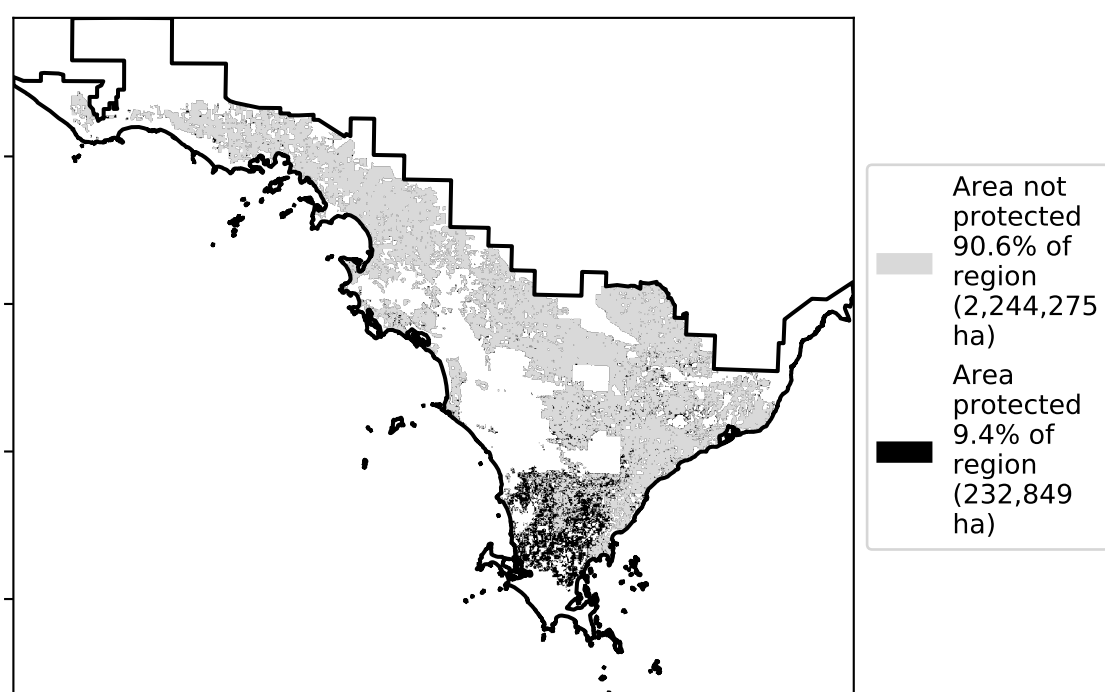 Area not
protected
90.6% of
region
(2,244,275
ha)
Area
protected
9.4% of
region
(232,849
ha)